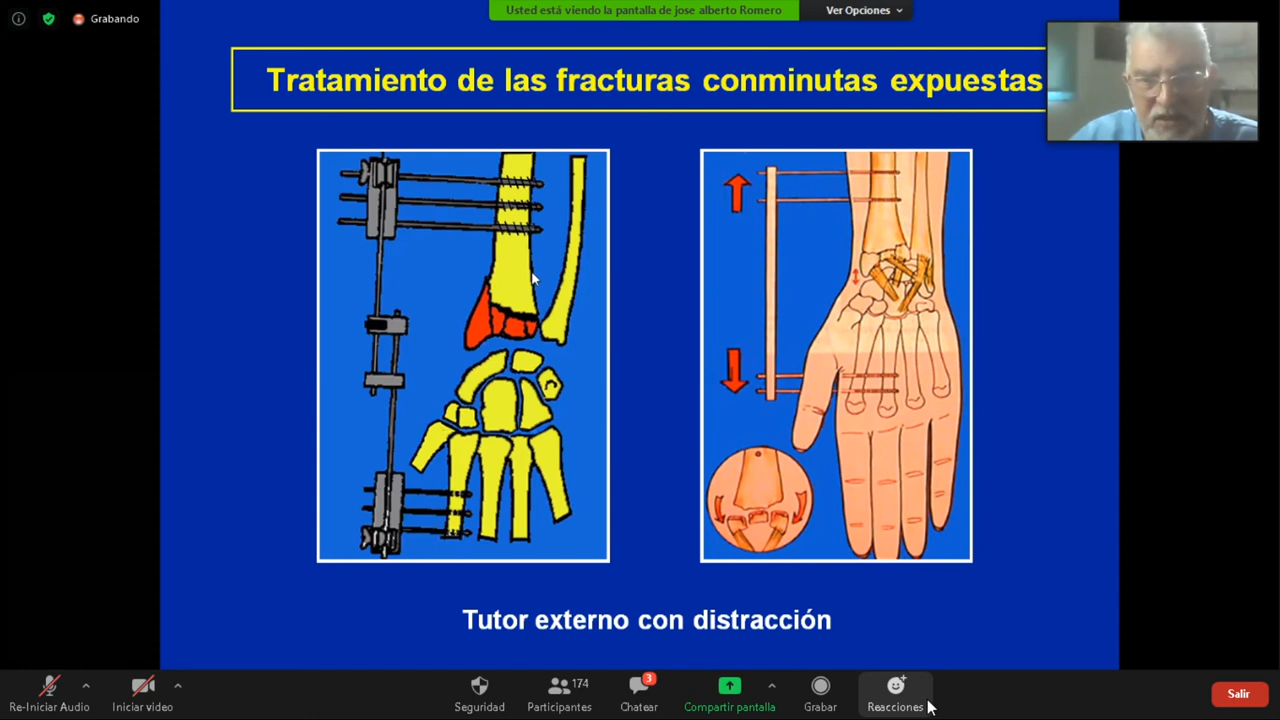 Usted está viendo la pantalla de jose alberto Romero
Ver Opciones
Grabando
Tratamiento de las fracturas conminutas expuestas
Tutor externo con distracción
Re-Iniciar Audio
Iniciar video
Seguridad
174
Participantes
3
Chatear
Compartir pantalla
Grabar
Reacciones
Salir